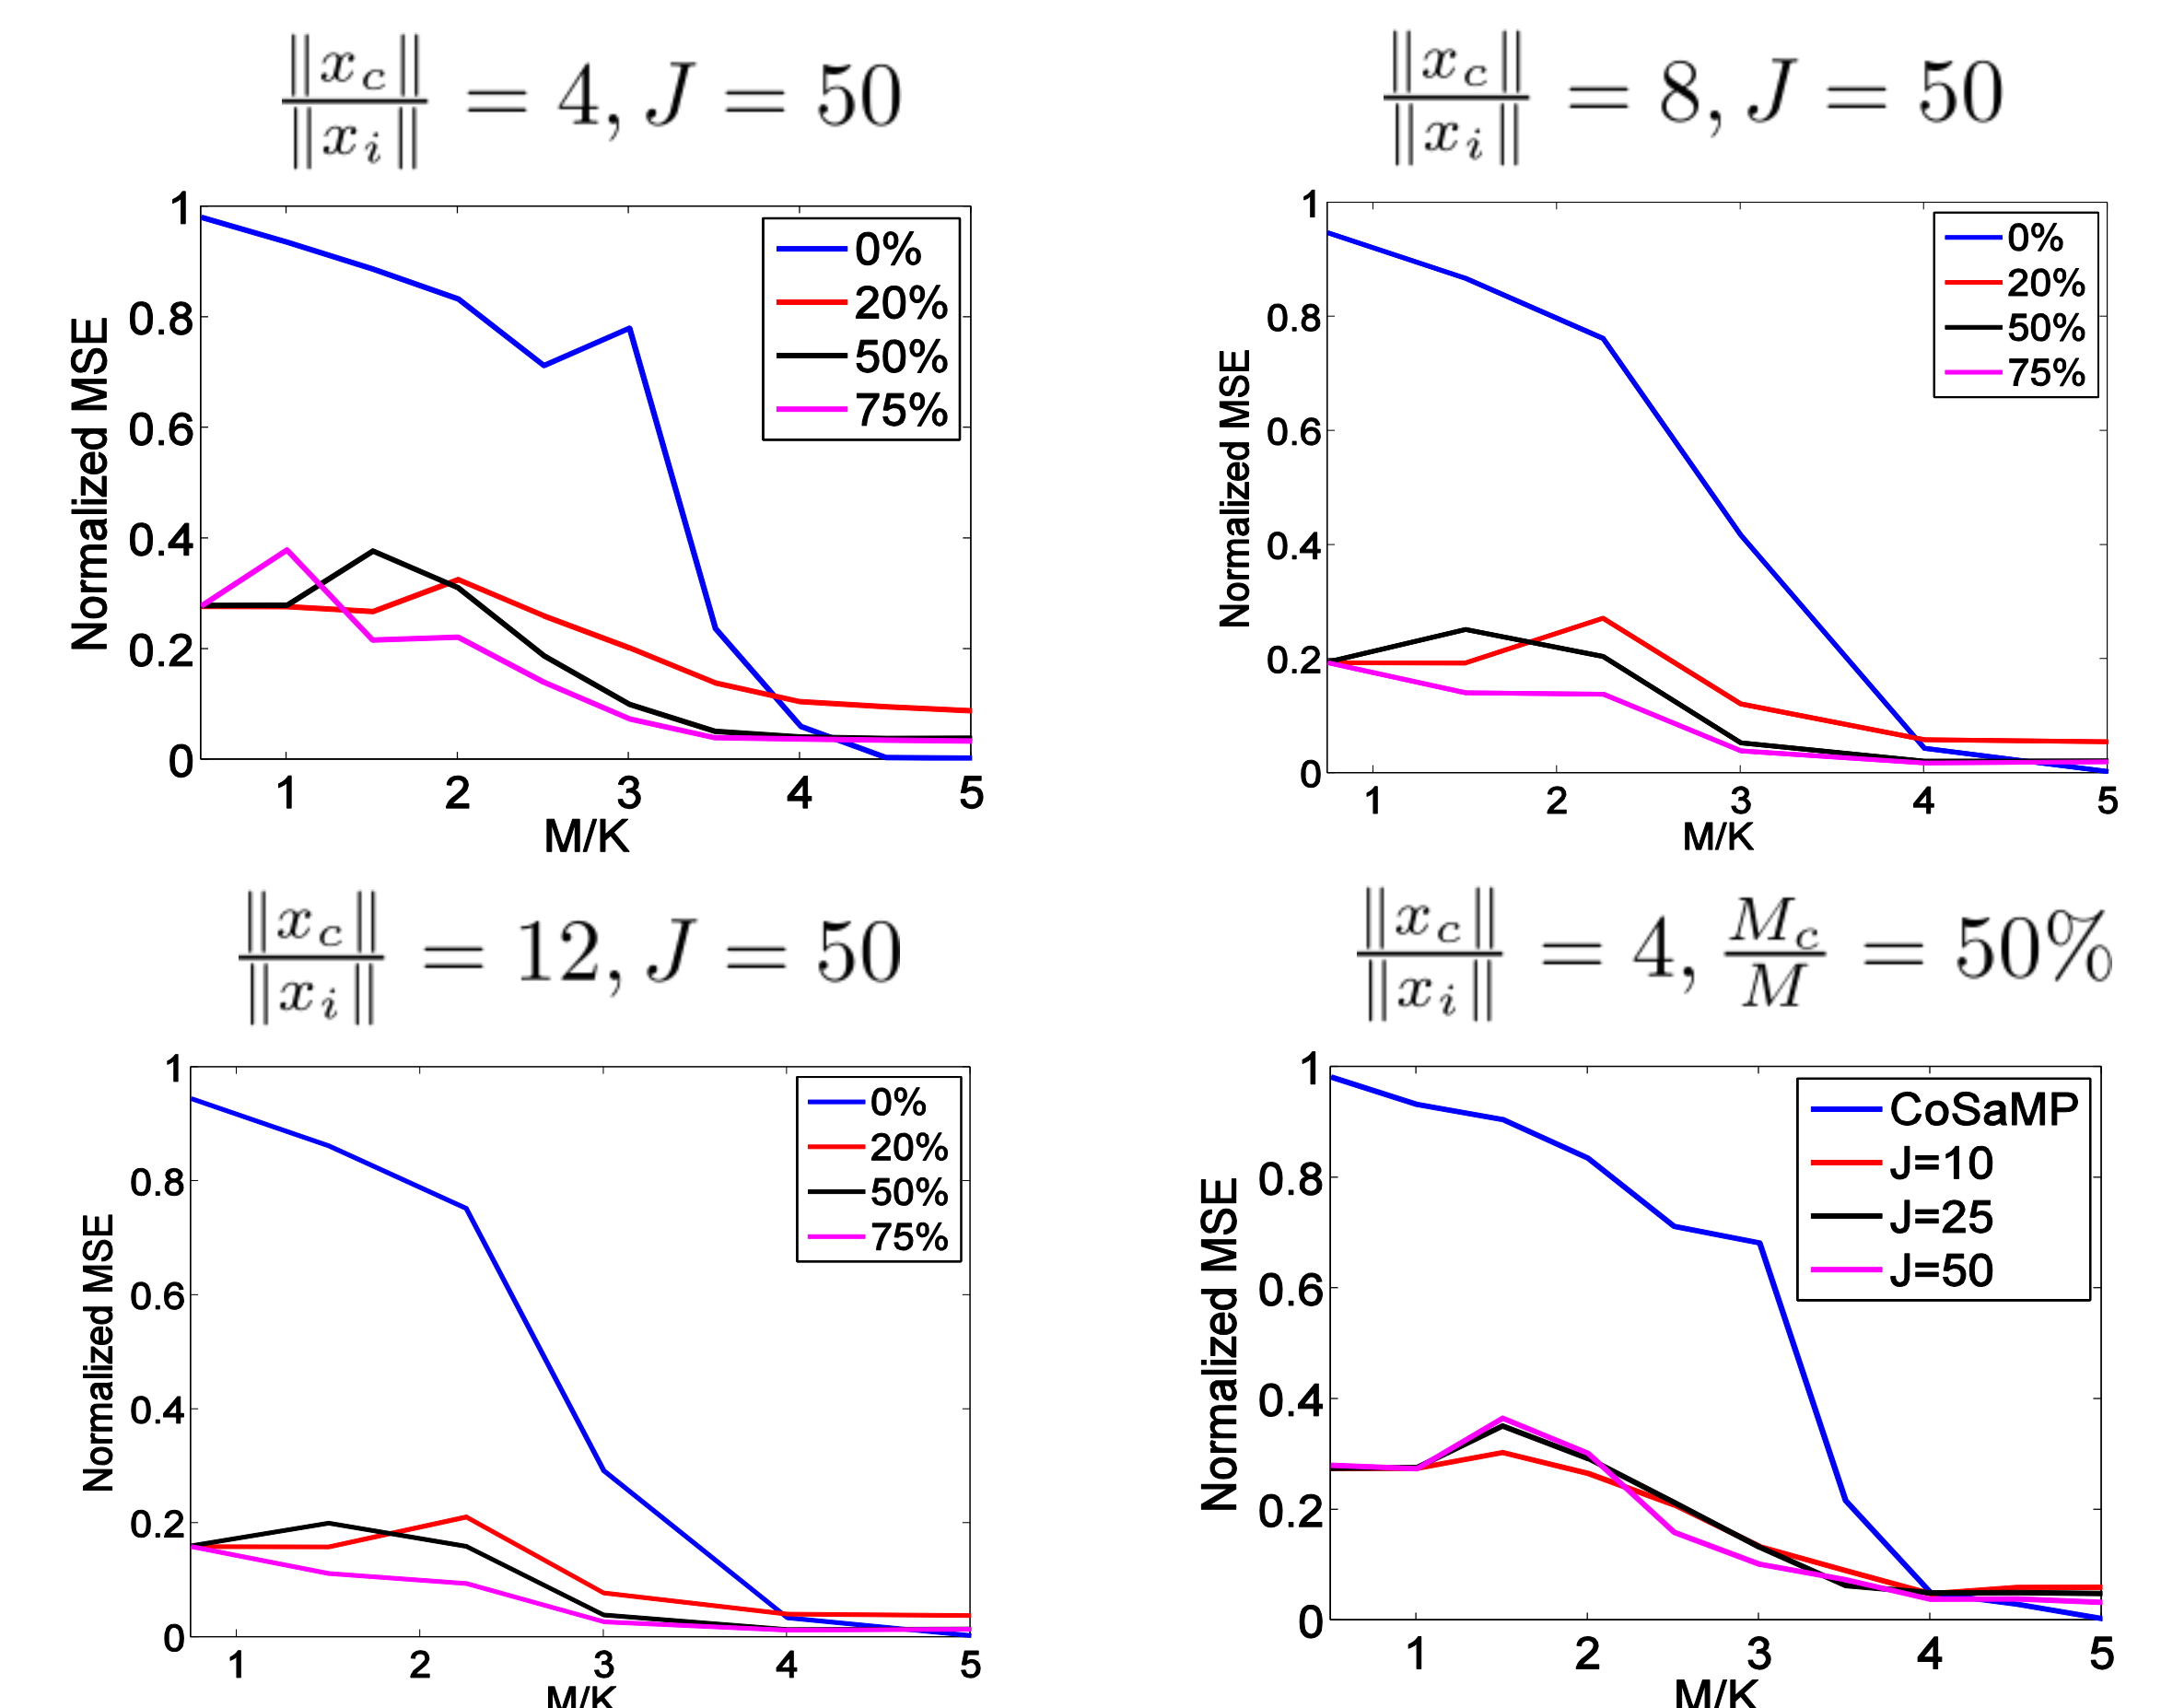 ||x_c|| / ||x_i|| = 4, J = 50
1
0.8
0.6
0.4
0.2
0
Normalized MSE
0%
20%
50%
75%
1 2 3 4 5
M/K
||x_c|| / ||x_i|| = 8, J = 50
1
0.8
0.6
0.4
0.2
0
Normalized MSE
0%
20%
50%
75%
1 2 3 4 5
M/K
||x_c|| / ||x_i|| = 12, J = 50
1
0.8
0.6
0.4
0.2
0
Normalized MSE
0%
20%
50%
75%
1 2 3 4 5
M/K
||x_c|| / ||x_i|| = 4, M_c / M = 50%
1
0.8
0.6
0.4
0.2
0
Normalized MSE
CoSaMP
J=10
J=25
J=50
1 2 3 4 5
M/K